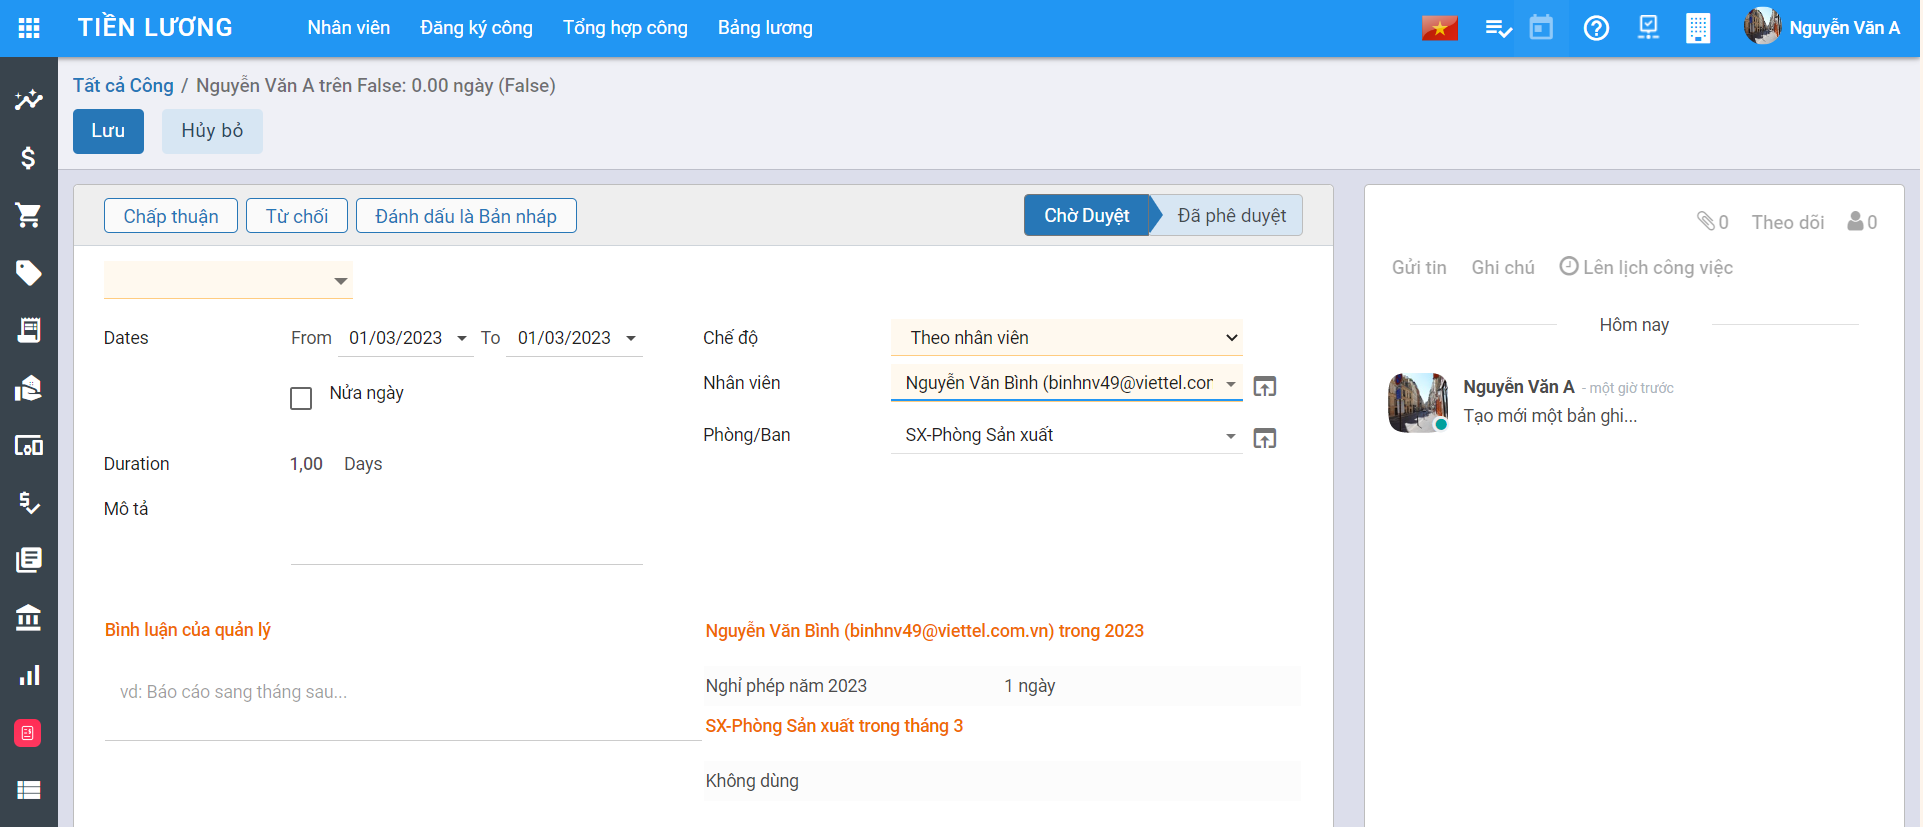 TIỀN LƯƠNG
Nhân viên
Đăng ký công
Tổng hợp công
Bảng lương
Nguyễn Văn A
Tất cả Công / Nguyễn Văn A trên False: 0.00 ngày (False)
Lưu
Hủy bỏ
Chấp thuận
Từ chối
Đánh dấu là Bản nháp
Chờ Duyệt
Đã phê duyệt
Dates
From 01/03/2023 To 01/03/2023
Nửa ngày
Duration
1,00 Days
Mô tả
Chế độ
Theo nhân viên
Nhân viên
Nguyễn Văn Bình (binhnv49@viettel.con
Phòng/Ban
SX-Phòng Sản xuất
Bình luận của quản lý
vd: Báo cáo sang tháng sau...
Nguyễn Văn Bình (binhnv49@viettel.com.vn) trong 2023
Nghỉ phép năm 2023
1 ngày
SX-Phòng Sản xuất trong tháng 3
Không dùng
0
Theo dõi
0
Gửi tin
Ghi chú
Lên lịch công việc
Hôm nay
Nguyễn Văn A - một giờ trước
Tạo mới một bản ghi...